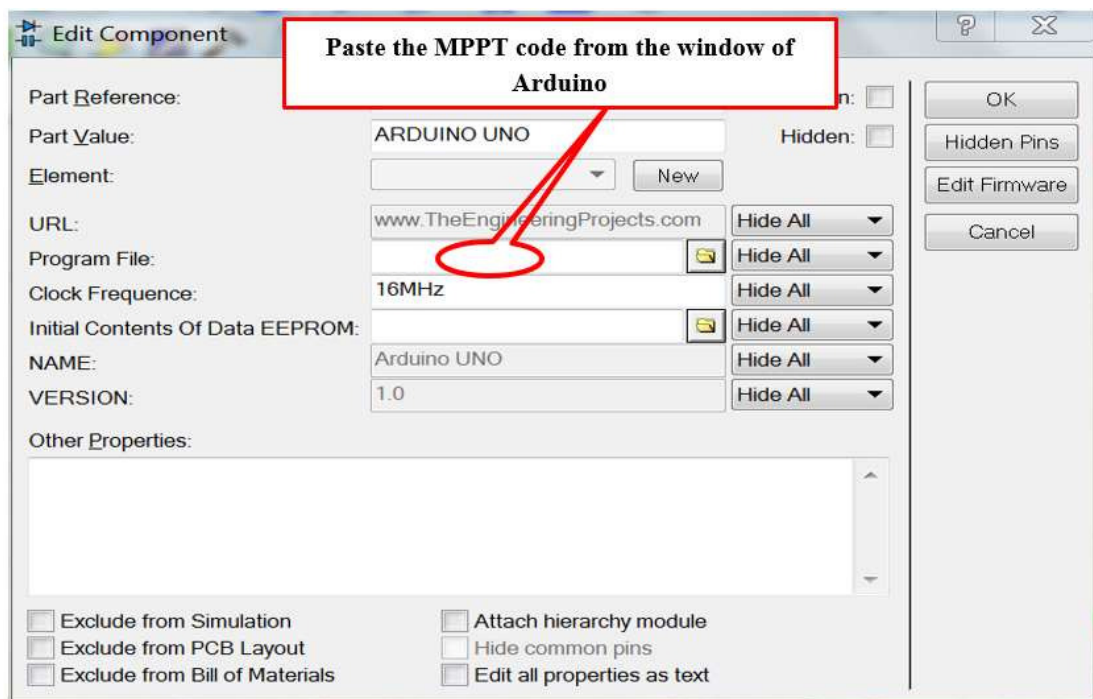 Edit Component
Paste the MPPT code from the window of
Arduino
Part Reference:
n:
OK
Part Value:
ARDUINO UNO
Hidden:
Hidden Pins
Element:
New
Edit Firmware
URL:
www.TheEngineeringProjects.com
Hide All
Cancel
Program File:
Hide All
Clock Frequence:
16MHz
Hide All
Initial Contents Of Data EEPROM:
Hide All
NAME:
Arduino UNO
Hide All
VERSION:
1.0
Hide All
Other Properties:
Exclude from Simulation
Attach hierarchy module
Exclude from PCB Layout
Hide common pins
Exclude from Bill of Materials
Edit all properties as text